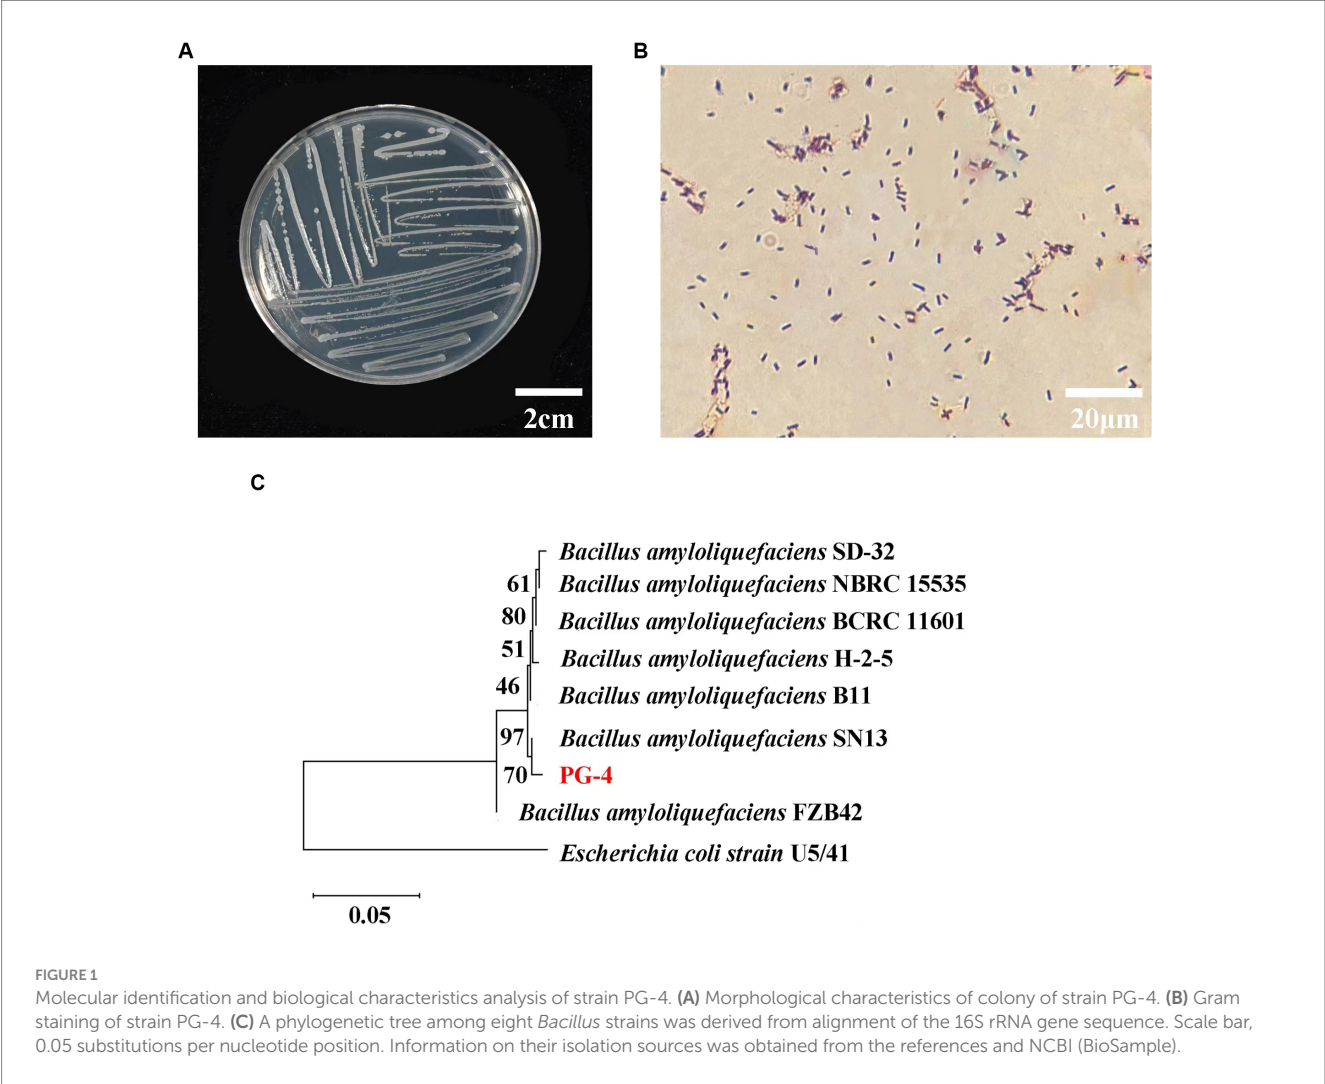 A
B
2cm
20μm
C
Bacillus amyloliquefaciens SD-32
61
Bacillus amyloliquefaciens NBRC 15535
80
Bacillus amyloliquefaciens BCRC 11601
51
Bacillus amyloliquefaciens H-2-5
46
Bacillus amyloliquefaciens B11
97
Bacillus amyloliquefaciens SN13
70
PG-4
Bacillus amyloliquefaciens FZB42
Escherichia coli strain U5/41
0.05
FIGURE 1
Molecular identification and biological characteristics analysis of strain PG-4. (A) Morphological characteristics of colony of strain PG-4. (B) Gram
staining of strain PG-4. (C) A phylogenetic tree among eight Bacillus strains was derived from alignment of the 16S rRNA gene sequence. Scale bar,
0.05 substitutions per nucleotide position. Information on their isolation sources was obtained from the references and NCBI (BioSample).